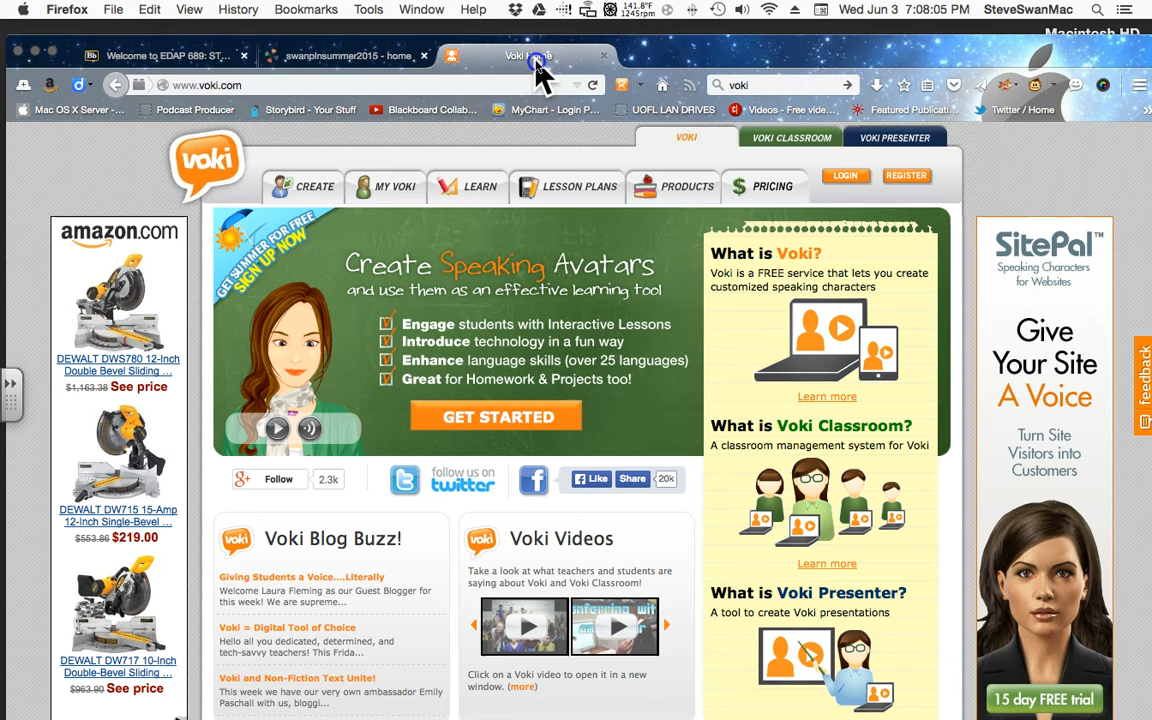 Firefox File Edit View History Bookmarks Tools Window Help 141.8°F 1245rpm Wed Jun 3 7:08:05 PM SteveSwanMac
Macintosh HD
Bb Welcome to EDAP 689: ST... × swanplnsummer2015 - home × Voki Home ×
www.voki.com voki
Mac OS X Server -... Podcast Producer Storybird - Your Stuff Blackboard Collab... MyChart - Login P... UOFL LAN DRIVES Videos - Free vide... Featured Publicati... Twitter / Home
voki
VOKI VOKI CLASSROOM VOKI PRESENTER
CREATE MY VOKI LEARN LESSON PLANS PRODUCTS PRICING LOGIN REGISTER
amazon.com
DEWALT DWS780 12-Inch
Double Bevel Sliding ...
$1,163.38 See price
DEWALT DW715 15-Amp
12-Inch Single-Bevel ...
$553.86 $219.00
DEWALT DW717 10-Inch
Double-Bevel Sliding ...
$963.90 See price
GET SUMMER FOR FREE
SIGN UP NOW
Create Speaking Avatars
and use them as an effective learning tool
Engage students with Interactive Lessons
Introduce technology in a fun way
Enhance language skills (over 25 languages)
Great for Homework & Projects too!
GET STARTED
What is Voki?
Voki is a FREE service that lets you create
customized speaking characters
Learn more
What is Voki Classroom?
A classroom management system for Voki
Learn more
What is Voki Presenter?
A tool to create Voki presentations
g+ Follow 2.3k
follow us on
twitter
Like Share 20k
voki Voki Blog Buzz!
Giving Students a Voice....Literally
Welcome Laura Fleming as our Guest Blogger for
this week! We are supreme...
Voki = Digital Tool of Choice
Hello all you dedicated, determined, and
tech-savvy teachers! This Frida...
Voki and Non-Fiction Text Unite!
This week we have our very own ambassador Emily
Paschall with us, bloggi...
voki Voki Videos
Take a look at what teachers and students are
saying about Voki and Voki Classroom!
Click on a Voki video to open it in a new
window. (more)
SitePal™
Speaking Characters
for Websites
Give
Your Site
A Voice
Turn Site
Visitors into
Customers
15 day FREE trial
feedback